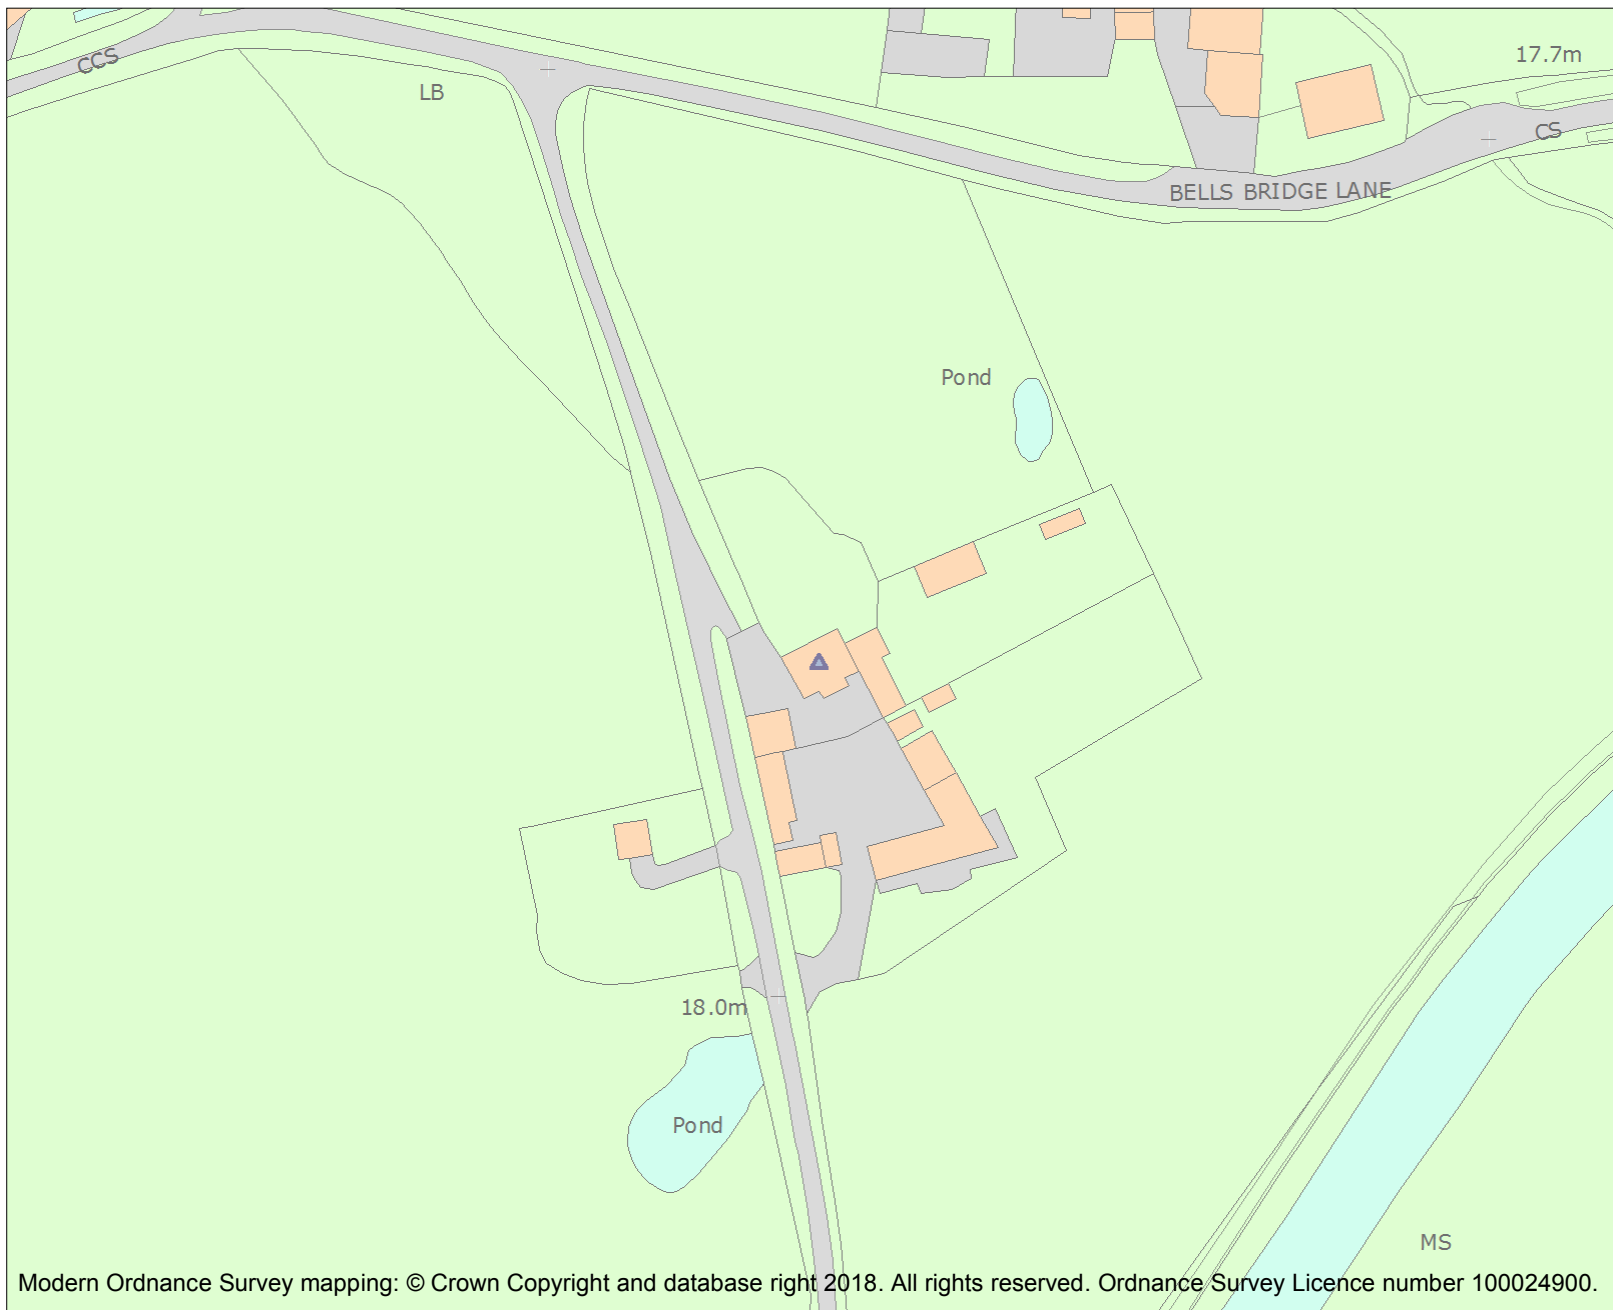 17.7m
CCS
LB
CS
BELLS BRIDGE LANE
Pond
18.0m
Pond
MS
Modern Ordnance Survey mapping: © Crown Copyright and database right 2018. All rights reserved. Ordnance Survey Licence number 100024900.